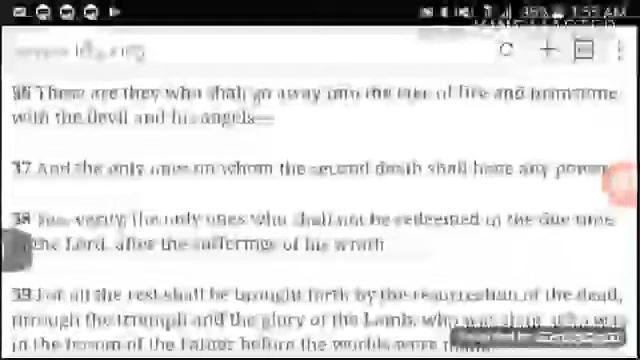 1:55 AM
36 These are they who shall go away into the lake of fire and brimstone
with the devil and his angels—
37 And the only ones on whom the second death shall have any power
38 Yea, verily, the only ones who shall not be redeemed in the due time
the Lord, after the sufferings of his wrath
39 For all the rest shall be brought forth by the resurrection of the dead,
through the triumph and the glory of the Lamb, who was slain, who was
in the bosom of the Father before the worlds were